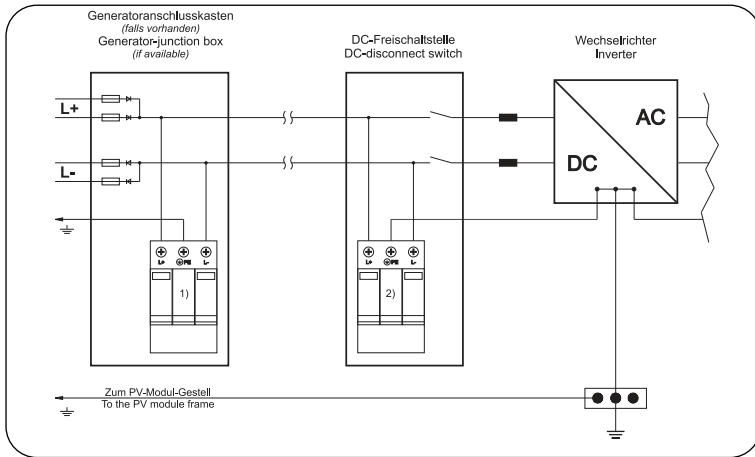 Generatoranschlusskasten
(falls vorhanden)
Generator-junction box
(if available)
DC-Freischaltstelle
DC-disconnect switch
Wechselrichter
Inverter
L+
L-
AC
DC
L+ PE L-
1)
L+ PE L-
2)
Zum PV-Modul-Gestell
To the PV module frame